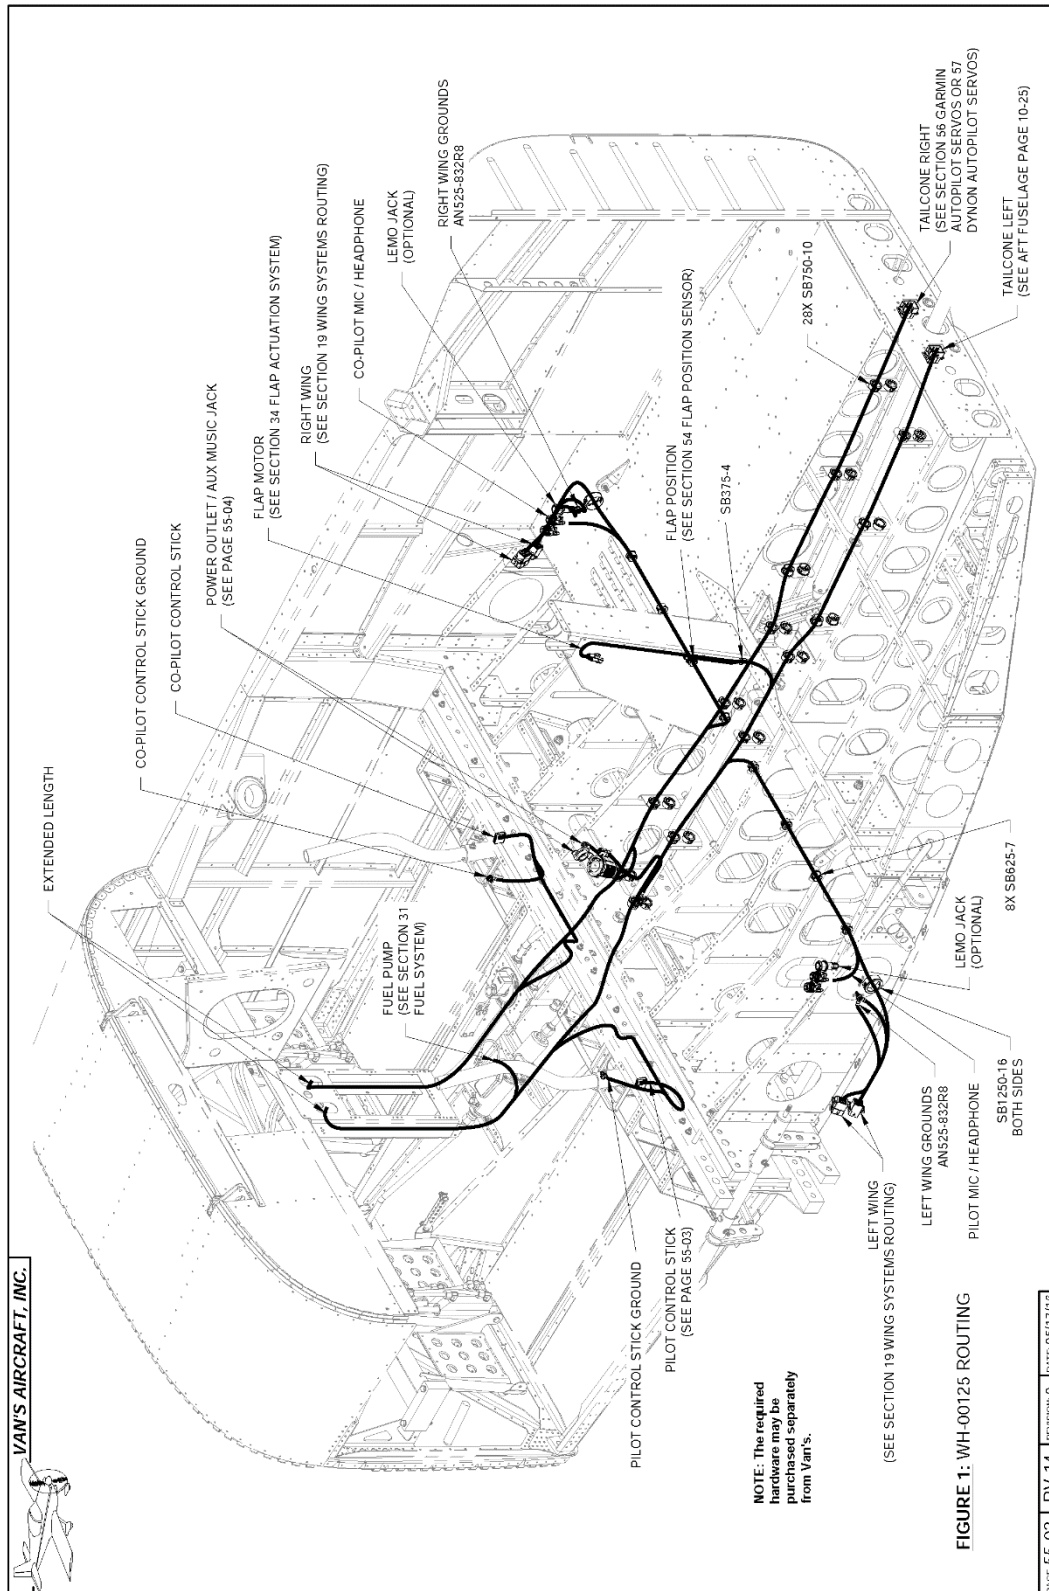 VAN'S AIRCRAFT, INC.
EXTENDED LENGTH
CO-PILOT CONTROL STICK GROUND
CO-PILOT CONTROL STICK
POWER OUTLET / AUX MUSIC JACK
(SEE PAGE 55-04)
FLAP MOTOR
(SEE SECTION 34 FLAP ACTUATION SYSTEM)
RIGHT WING
(SEE SECTION 19 WING SYSTEMS ROUTING)
CO-PILOT MIC / HEADPHONE
LEMO JACK
(OPTIONAL)
RIGHT WING GROUNDS
AN525-832R8
FUEL PUMP
(SEE SECTION 31
FUEL SYSTEM)
FLAP POSITION
(SEE SECTION 54 FLAP POSITION SENSOR)
SB375-4
28X SB750-10
TAILCONE RIGHT
(SEE SECTION 56 GARMIN
AUTOPILOT SERVOS OR 57
DYNON AUTOPILOT SERVOS)
TAILCONE LEFT
(SEE AFT FUSELAGE PAGE 10-25)
PILOT CONTROL STICK GROUND
PILOT CONTROL STICK
(SEE PAGE 55-03)
LEFT WING
(SEE SECTION 19 WING SYSTEMS ROUTING)
LEFT WING GROUNDS
AN525-832R8
PILOT MIC / HEADPHONE
SB1250-16
BOTH SIDES
LEMO JACK
(OPTIONAL)
8X SB625-7
NOTE: The required
hardware may be
purchased separately
from Van's.
FIGURE 1: WH-00125 ROUTING
55-02 RV-14